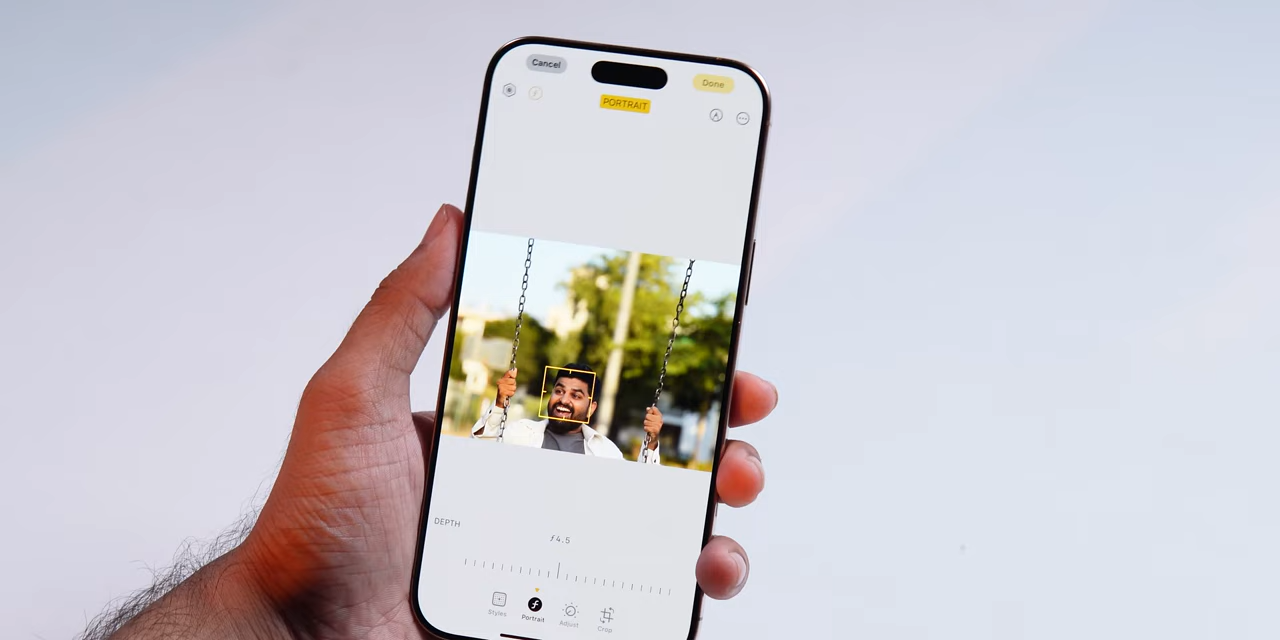 Cancel
Done
PORTRAIT
DEPTH
ƒ4.5
Styles
Portrait
Adjust
Crop